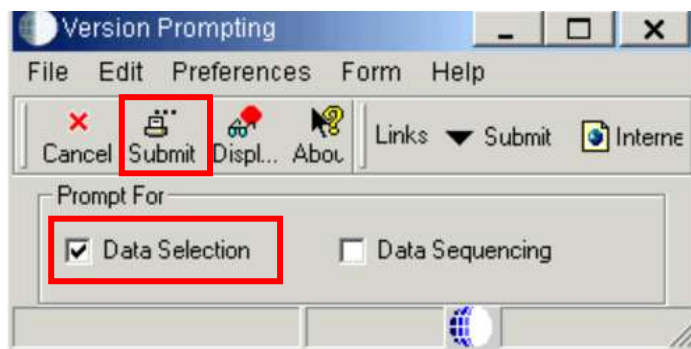 Version Prompting
File Edit Preferences Form Help
Cancel Submit Displ... Abou Links Submit Interne
Prompt For
Data Selection Data Sequencing